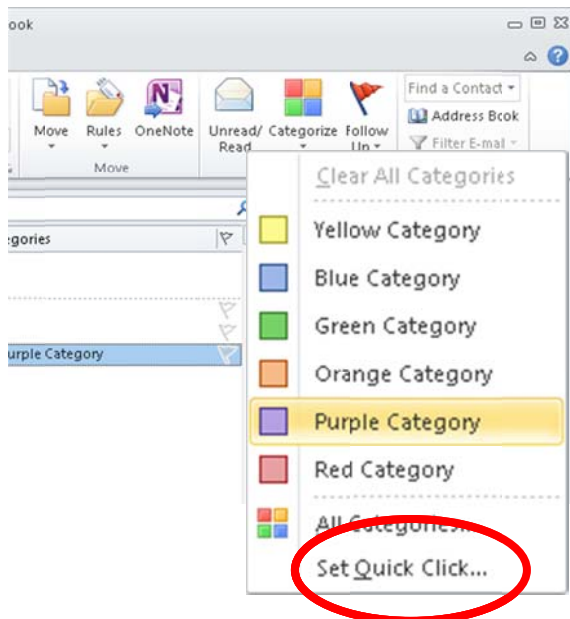 ook
Find a Contact
Address Book
Filter E-mail
Move Rules OneNote Unread/ Categorize Follow
Read Up
Move
Clear All Categories
egories
Yellow Category
Blue Category
Green Category
urple Category
Orange Category
Purple Category
Red Category
All Categories...
Set Quick Click...